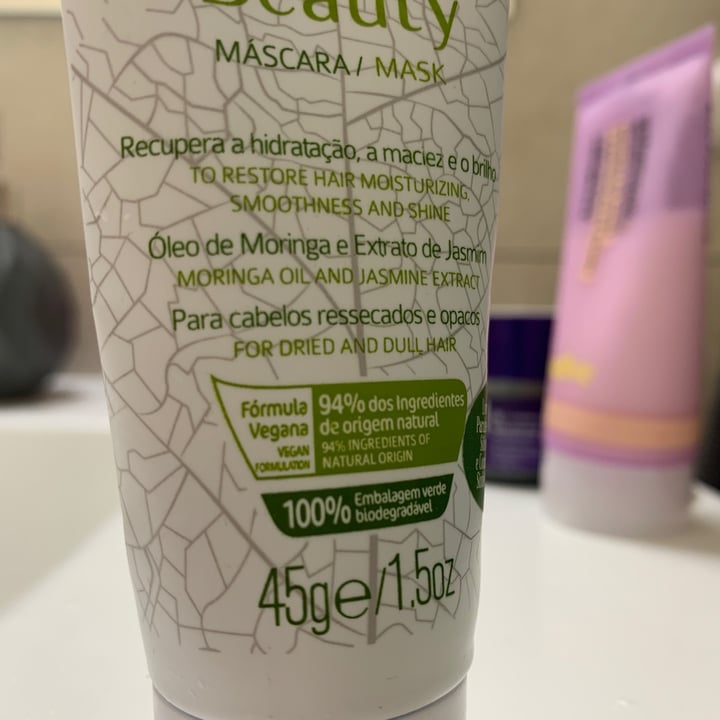 Beauty
MÁSCARA / MASK
Recupera a hidratação, a maciez e o brilho
TO RESTORE HAIR MOISTURIZING,
SMOOTHNESS AND SHINE
Óleo de Moringa e Extrato de Jasmim
MORINGA OIL AND JASMINE EXTRACT
Para cabelos ressecados e opacos
FOR DRIED AND DULL HAIR
Fórmula
Vegana
VEGAN
FORMULATION
94% dos Ingredientes
de origem natural
94% INGREDIENTS OF
NATURAL ORIGIN
100% Embalagem verde
biodegradável
45g e / 1.5oz